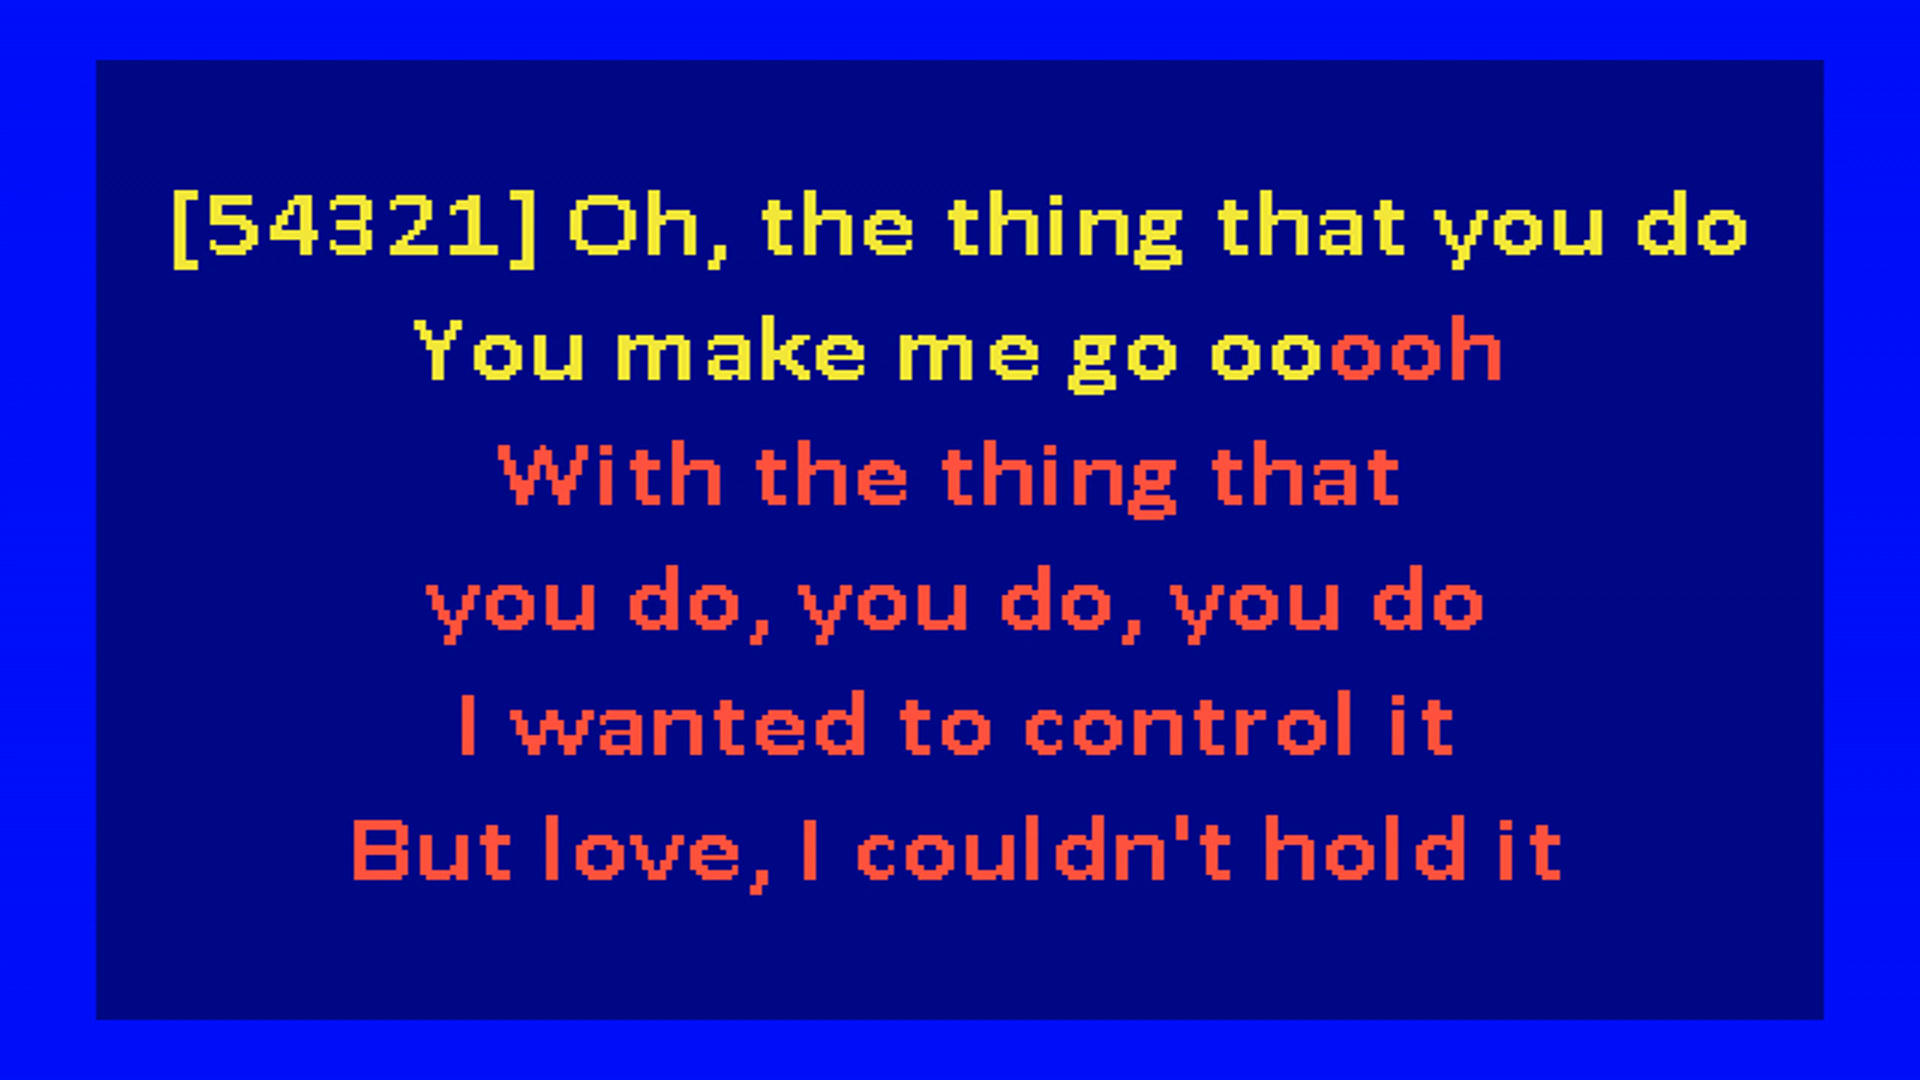 [54321] Oh, the thing that you do
You make me go ooooh
With the thing that
you do, you do, you do
I wanted to control it
But love, I couldn't hold it